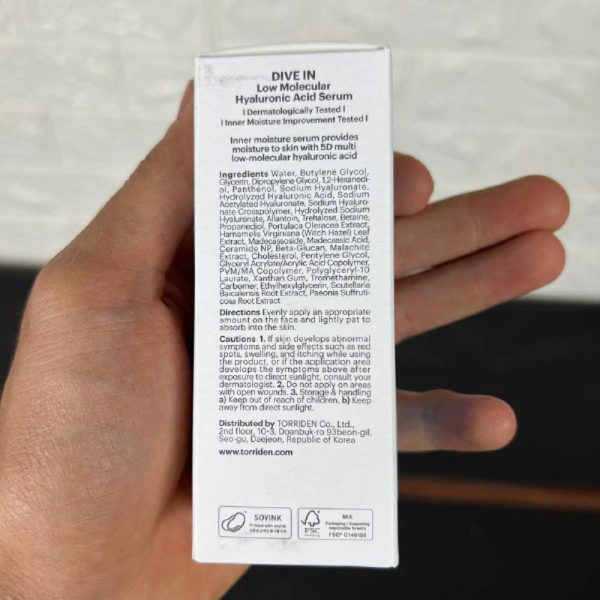 DIVE IN
Low Molecular
Hyaluronic Acid Serum
I Dermatologically Tested I
I Inner Moisture Improvement Tested I
Inner moisture serum provides
moisture to skin with 5D multi
low-molecular hyaluronic acid
Ingredients Water, Butylene Glycol,
Glycerin, Dipropylene Glycol, 1,2-Hexanedi-
ol, Panthenol, Sodium Hyaluronate,
Hydrolyzed Hyaluronic Acid, Sodium
Acetylated Hyaluronate, Sodium Hyaluro-
nate Crosspolymer, Hydrolyzed Sodium
Hyaluronate, Allantoin, Trehalose, Betaine,
Propanediol, Portulaca Oleracea Extract,
Hamamelis Virginiana (Witch Hazel) Leaf
Extract, Madecassoside, Madecassic Acid,
Ceramide NP, Beta-Glucan, Malachite
Extract, Cholesterol, Pentylene Glycol,
Glyceryl Acrylate/Acrylic Acid Copolymer,
PVM/MA Copolymer, Polyglyceryl-10
Laurate, Xanthan Gum, Tromethamine,
Carbomer, Ethylhexylglycerin, Scutellaria
Baicalensis Root Extract, Paeonia Suffruti-
cosa Root Extract
Directions Evenly apply an appropriate
amount on the face and lightly pat to
absorb into the skin.
Cautions 1. If skin develops abnormal
symptoms and side effects such as red
spots, swelling, and itching while using
the product, or if the application area
develops the symptoms above after
exposure to direct sunlight, consult your
dermatologist. 2. Do not apply on areas
with open wounds. 3. Storage & handling
a) Keep out of reach of children. b) Keep
away from direct sunlight.
Distributed by TORRIDEN Co., Ltd.,
2nd floor, 10-3, Doanbuk-ro 93beon-gil,
Seo-gu, Daejeon, Republic of Korea
www.torriden.com
SOYINK
FSC
MIX
Packaging | Supporting
responsible forestry
FSC® C149193